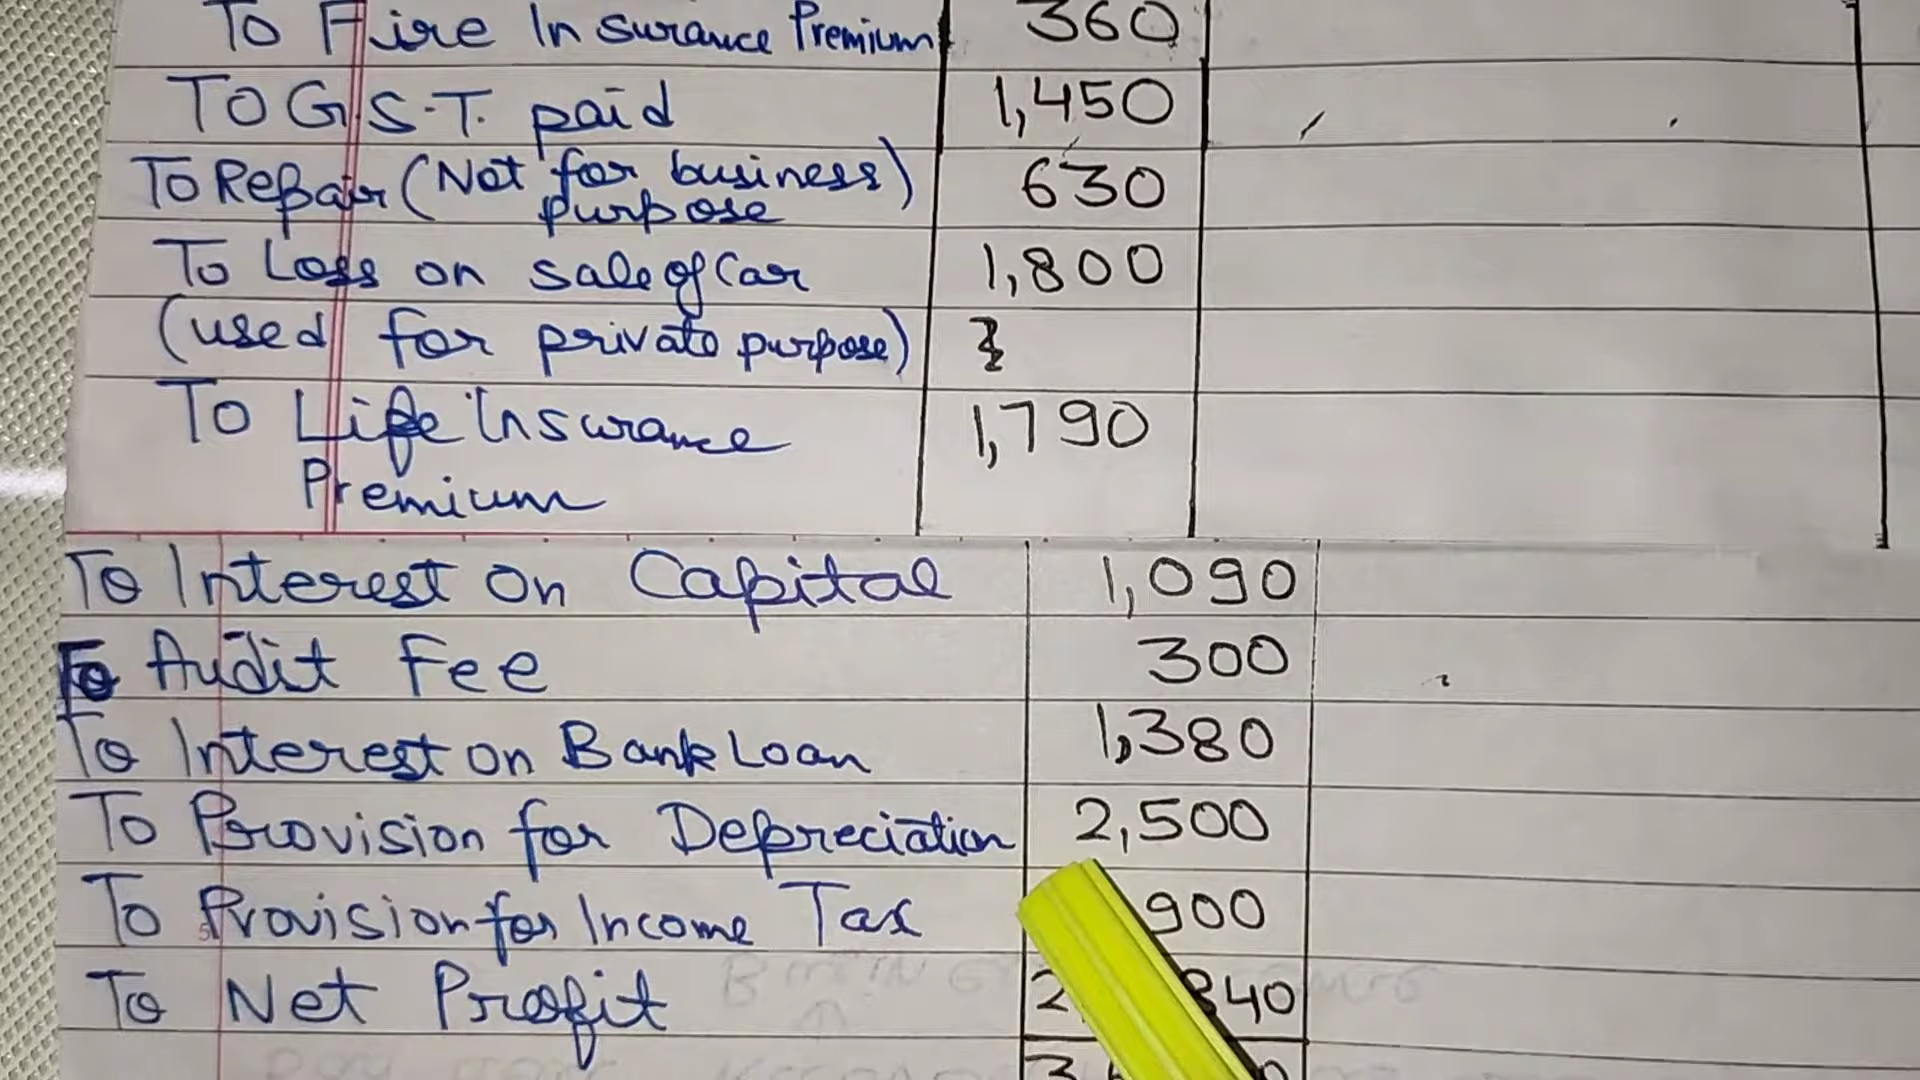 To Fire Insurance Premium 360
To G.S.T. paid 1,450
To Repair (Not for business) 630
purpose
To Loss on sale of Car 1,800
(used for private purpose)
To Life Insurance 1,790
Premium
To Interest on Capital 1,090
To Audit Fee 300
To Interest on Bank Loan 1,380
To Provision for Depreciation 2,500
To Provision for Income Tax 900
To Net Profit